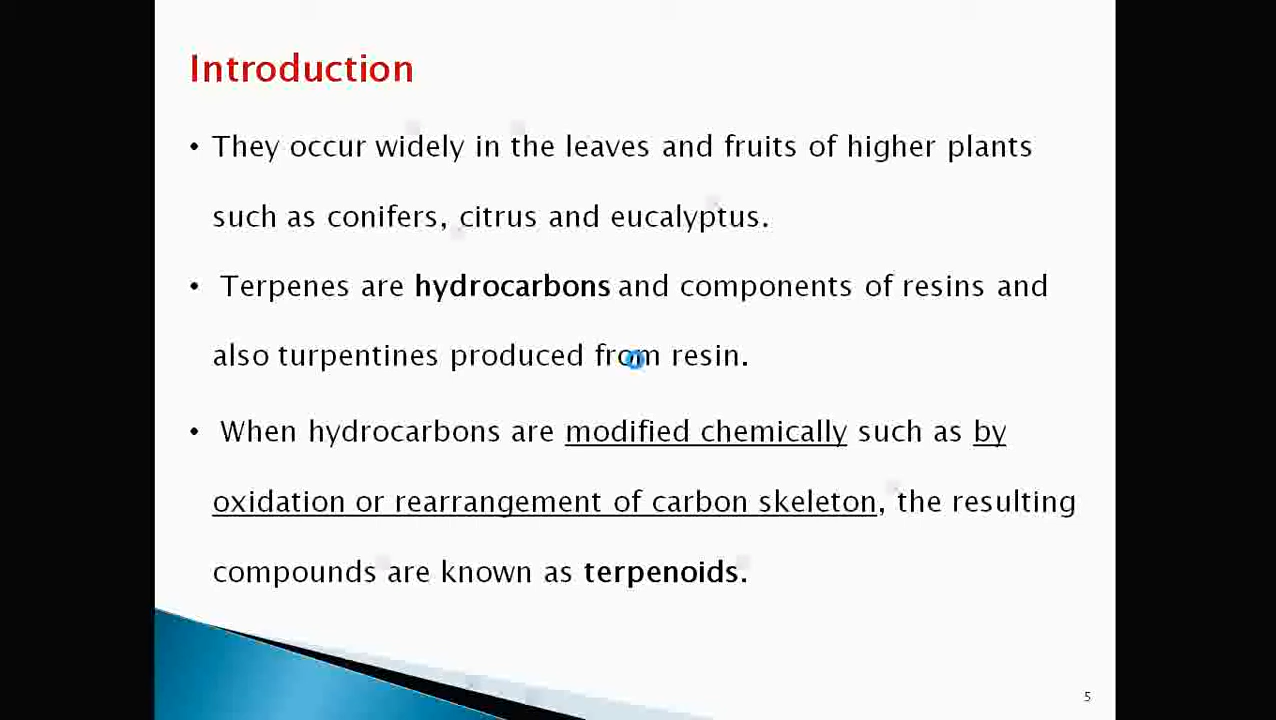 Introduction
• They occur widely in the leaves and fruits of higher plants
such as conifers, citrus and eucalyptus.
• Terpenes are hydrocarbons and components of resins and
also turpentines produced from resin.
• When hydrocarbons are modified chemically such as by
oxidation or rearrangement of carbon skeleton, the resulting
compounds are known as terpenoids.
5